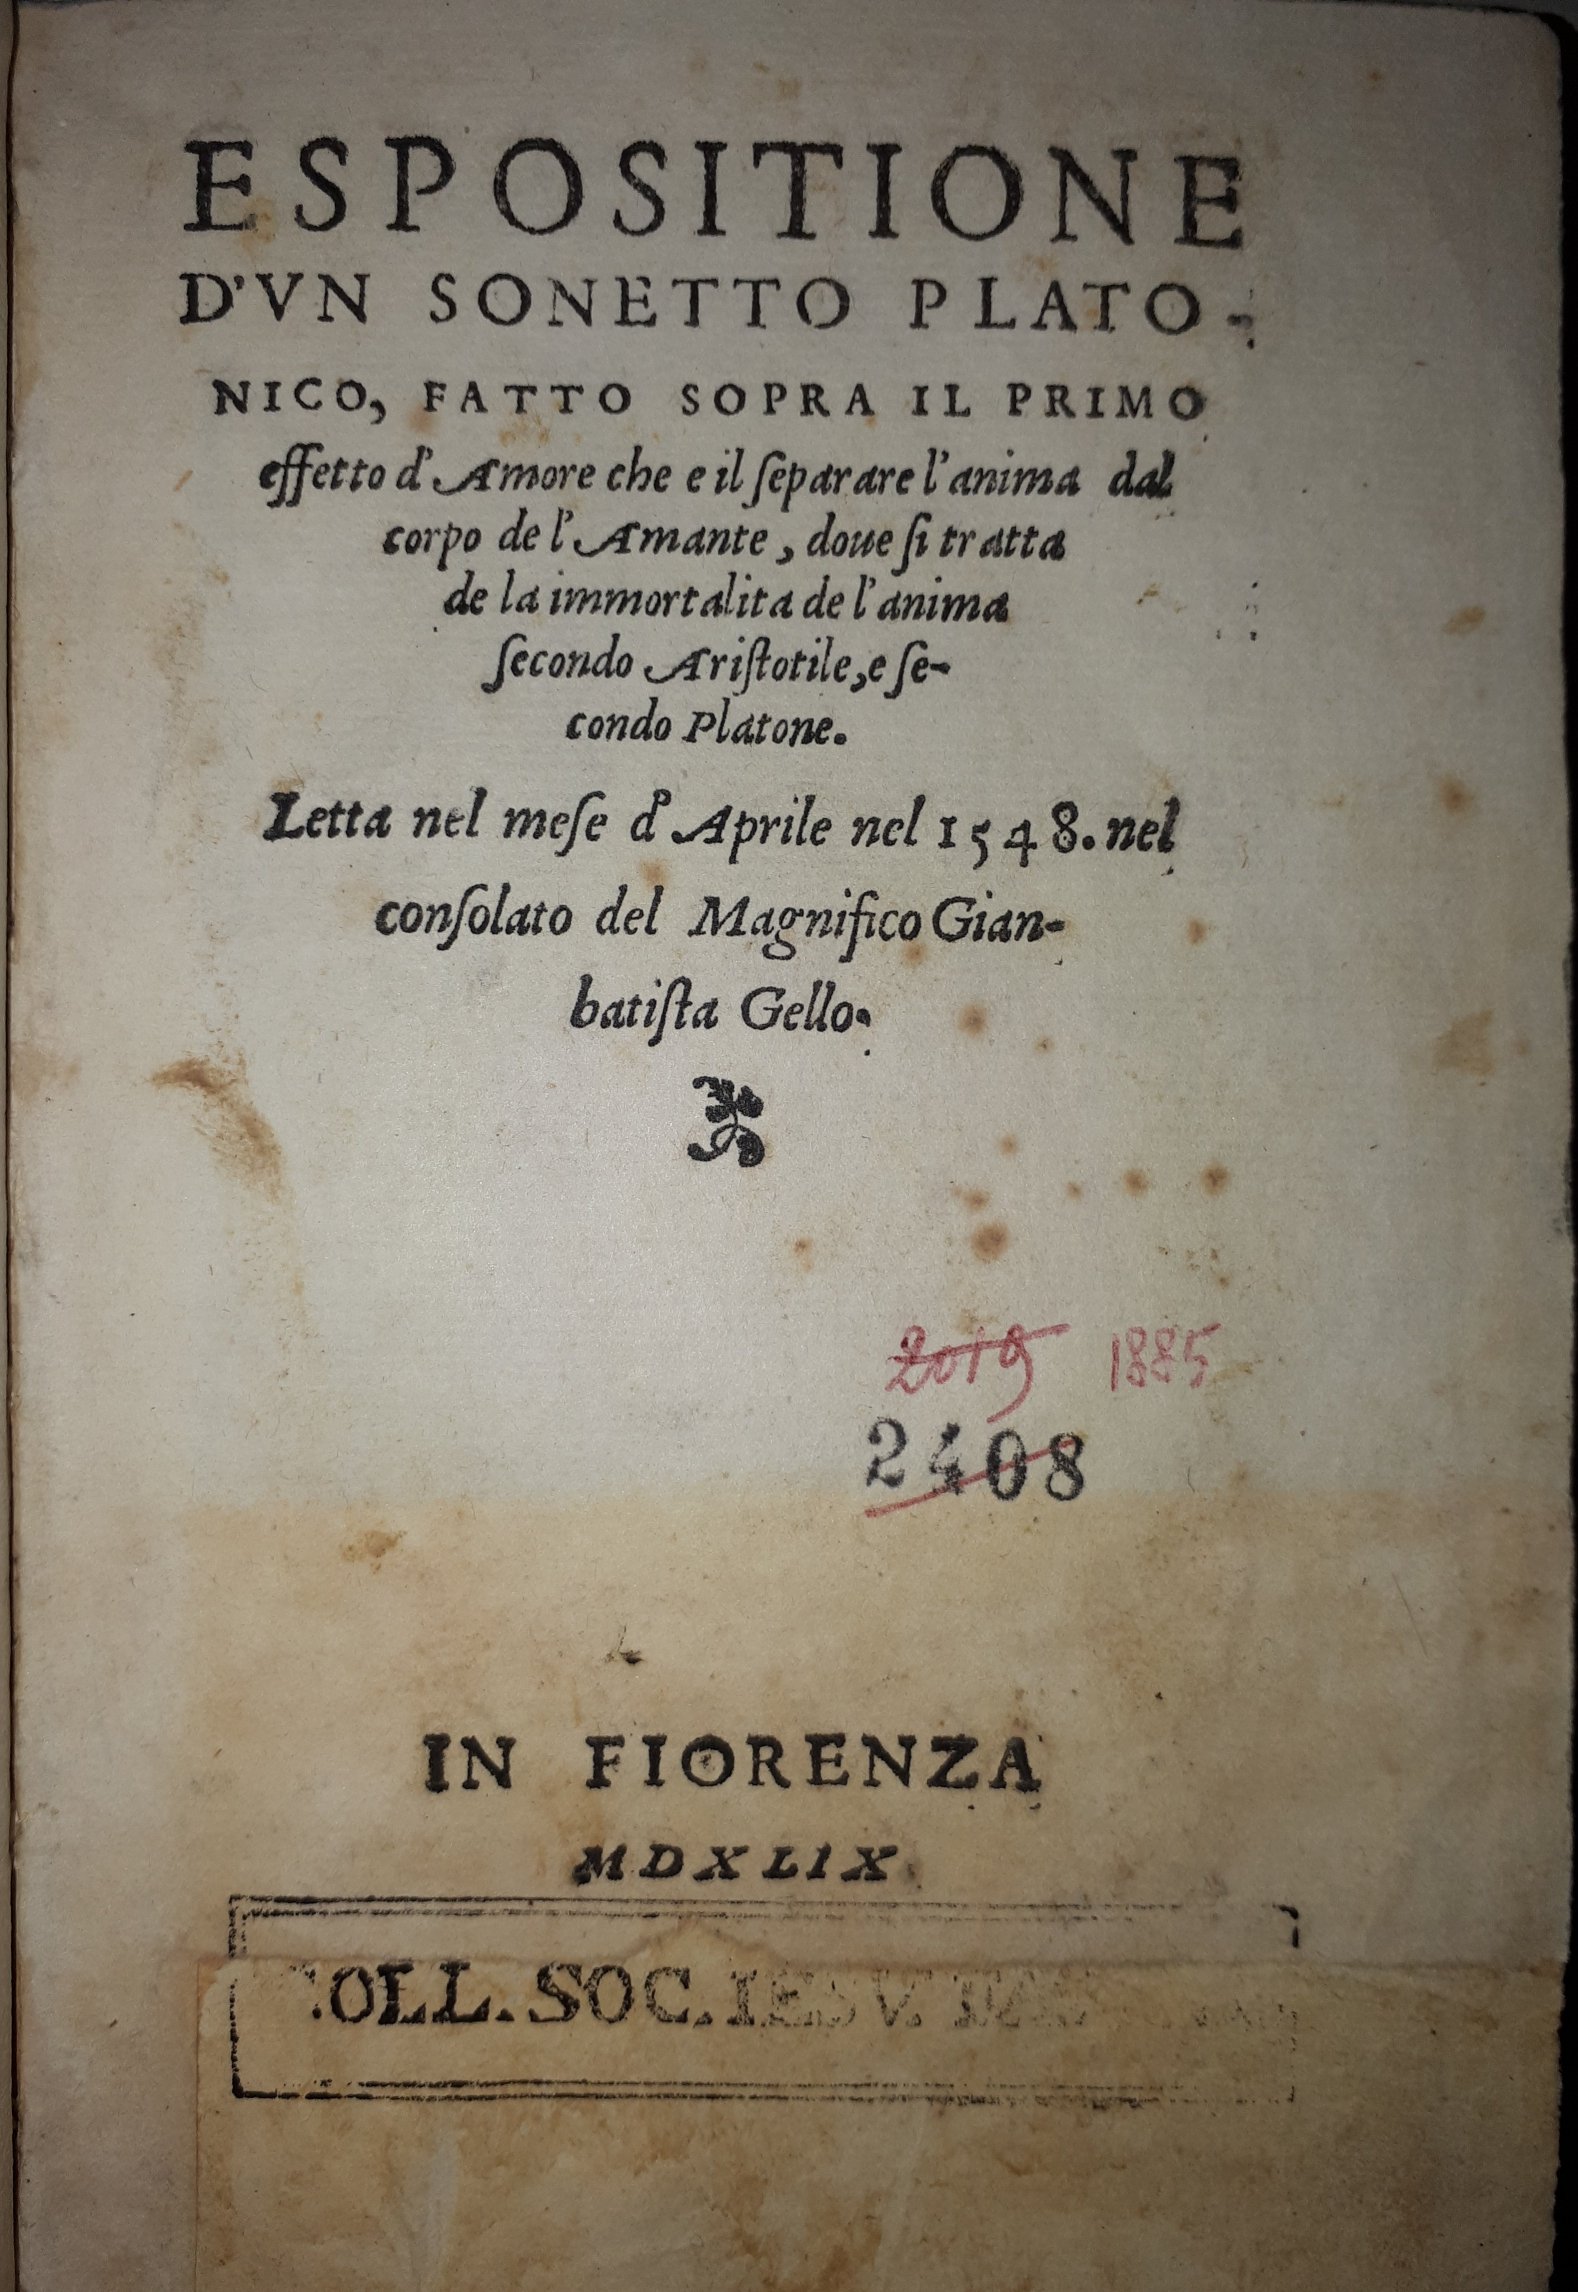 ESPOSITIONE
D'VN SONETTO PLATO-
NICO, FATTO SOPRA IL PRIMO
effetto d'Amore che e il ſeparare l'anima dal
corpo de l'Amante, doue ſi tratta
de la immortalita de l'anima
ſecondo Ariſtotile, e ſe-
condo Platone.
Letta nel meſe d'Aprile nel 1548. nel
conſolato del Magnifico Gian-
batiſta Gello.
2019 1885
2408
IN FIORENZA
MDXLIX.
OLL. SOC. IESV.